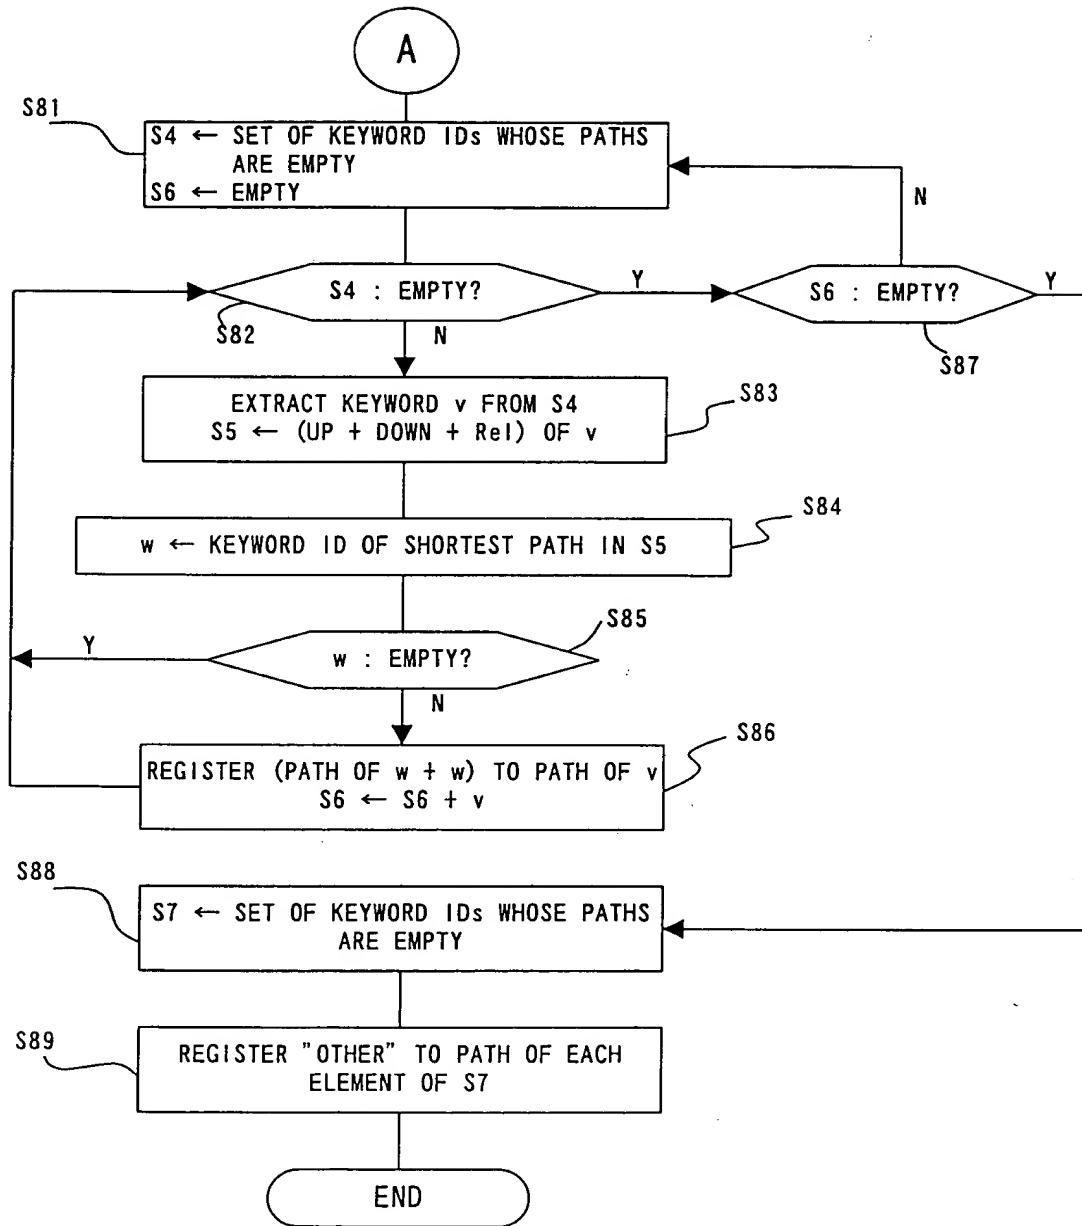 A
S81
S4 ← SET OF KEYWORD IDs WHOSE PATHS
ARE EMPTY
S6 ← EMPTY
N
S4 : EMPTY?
Y
S6 : EMPTY?
Y
S82
N
S87
EXTRACT KEYWORD v FROM S4
S5 ← (UP + DOWN + Rel) OF v
S83
S84
w ← KEYWORD ID OF SHORTEST PATH IN S5
S85
Y
w : EMPTY?
N
S86
REGISTER (PATH OF w + w) TO PATH OF v
S6 ← S6 + v
S88
S7 ← SET OF KEYWORD IDs WHOSE PATHS
ARE EMPTY
S89
REGISTER "OTHER" TO PATH OF EACH
ELEMENT OF S7
END